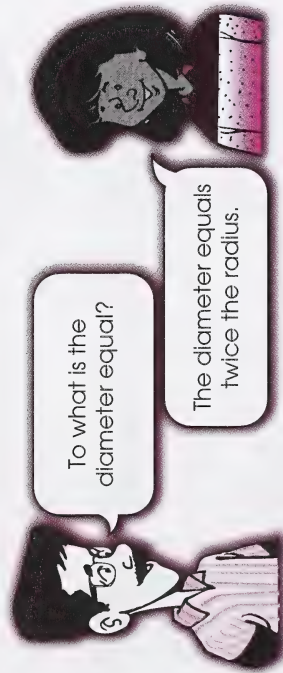 To what is the
diameter equal?
The diameter equals
twice the radius.